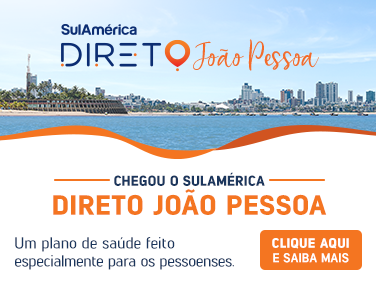 SulAmérica
DIRETO João Pessoa
CHEGOU O SULAMÉRICA
DIRETO JOÃO PESSOA
Um plano de saúde feito
especialmente para os pessoenses.
CLIQUE AQUI
E SAIBA MAIS